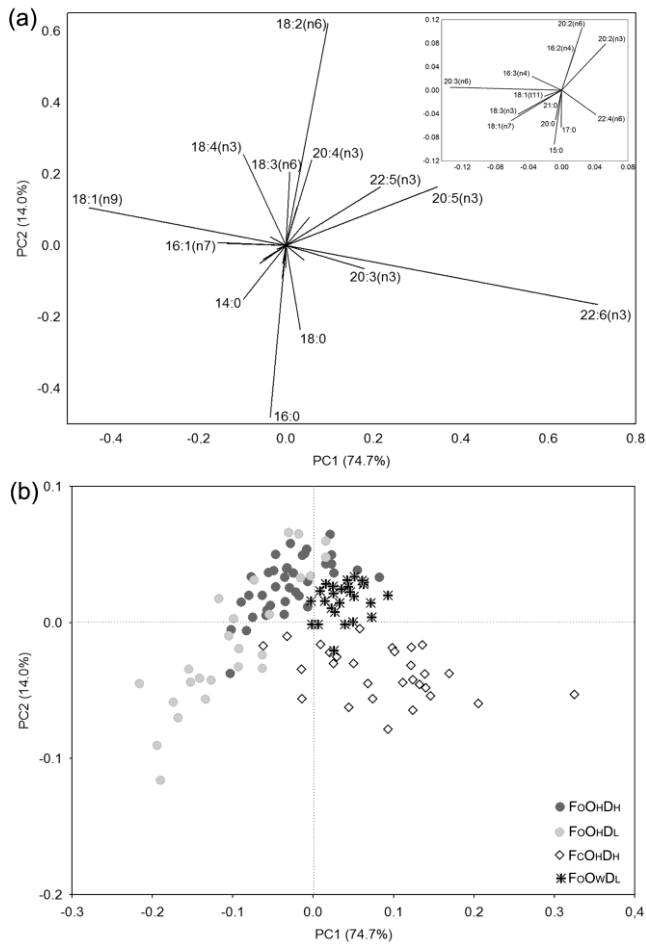 (a)
0.6
0.4
0.2
0.0
-0.2
-0.4
PC2 (14.0%)
-0.4
-0.2
0.0
0.2
0.4
0.6
0.8
PC1 (74.7%)
18:2(n6)
18:4(n3)
18:3(n6)
20:4(n3)
22:5(n3)
20:5(n3)
18:1(n9)
16:1(n7)
20:3(n3)
14:0
22:6(n3)
18:0
16:0
0.12
0.08
0.04
0.00
-0.04
-0.08
-0.12
-0.12
-0.08
-0.04
0.00
0.04
0.08
20:2(n6)
20:2(n3)
16:2(n4)
16:3(n4)
20:3(n6)
18:1(t11)
21:0
18:3(n3)
22:4(n6)
18:1(n7)
20:0
17:0
15:0
(b)
0.1
0.0
-0.1
-0.2
PC2 (14.0%)
-0.3
-0.2
-0.1
0.0
0.1
0.2
0.3
0,4
PC1 (74.7%)
FoOHDH
FoOHDL
FcOHDH
FoOwDL